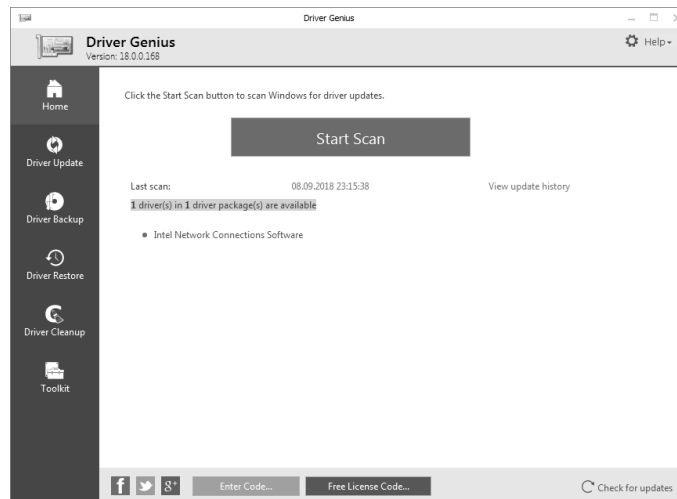 Driver Genius
Driver Genius
Version: 18.0.0.168
Help
Home
Driver Update
Driver Backup
Driver Restore
Driver Cleanup
Toolkit
Click the Start Scan button to scan Windows for driver updates.
Start Scan
Last scan: 08.09.2018 23:15:38 View update history
1 driver(s) in 1 driver package(s) are available
Intel Network Connections Software
f 8+ Enter Code... Free License Code... Check for updates